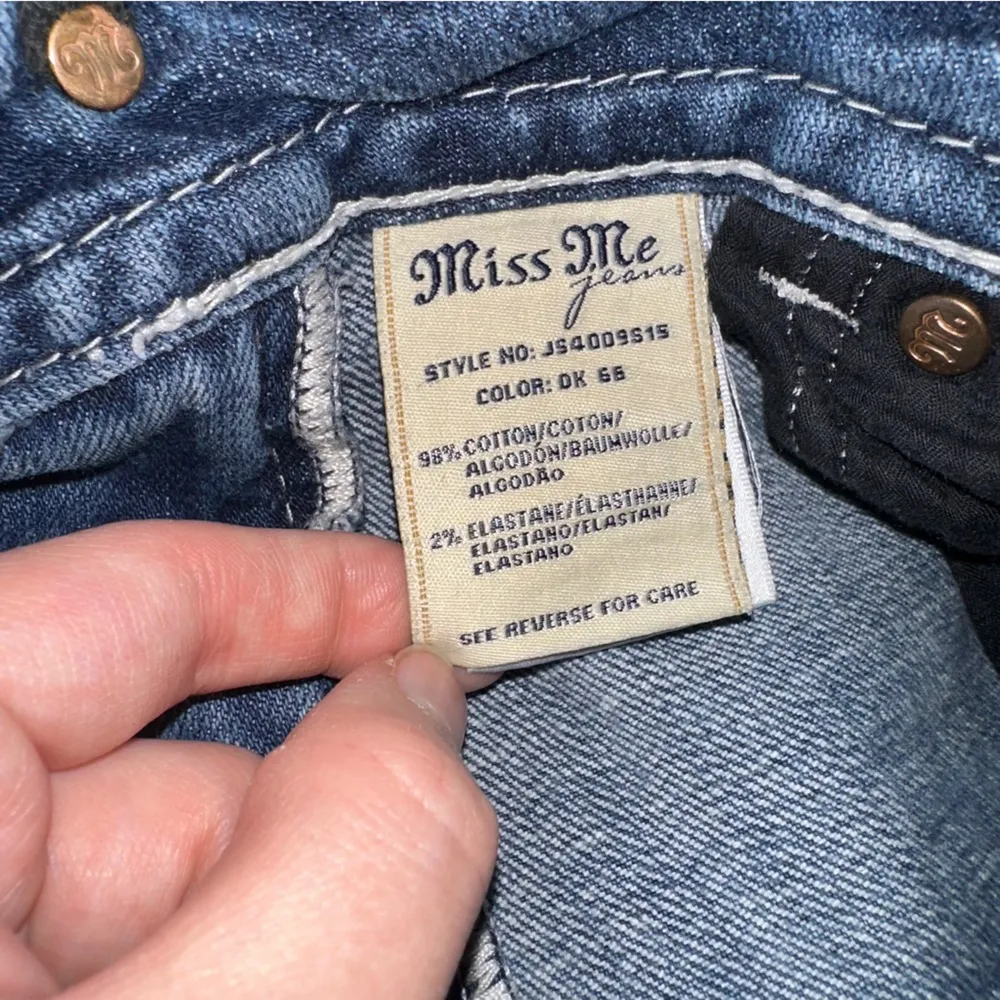 Miss Me
jeans
STYLE NO: JS4009S15
COLOR: DK 66
98% COTTON/COTON/
ALGODÓN/BAUMWOLLE/
ALGODÃO
2% ELASTANE/ÉLASTHANNE/
ELASTANO/ELASTAN/
ELASTANO
SEE REVERSE FOR CARE
M
M